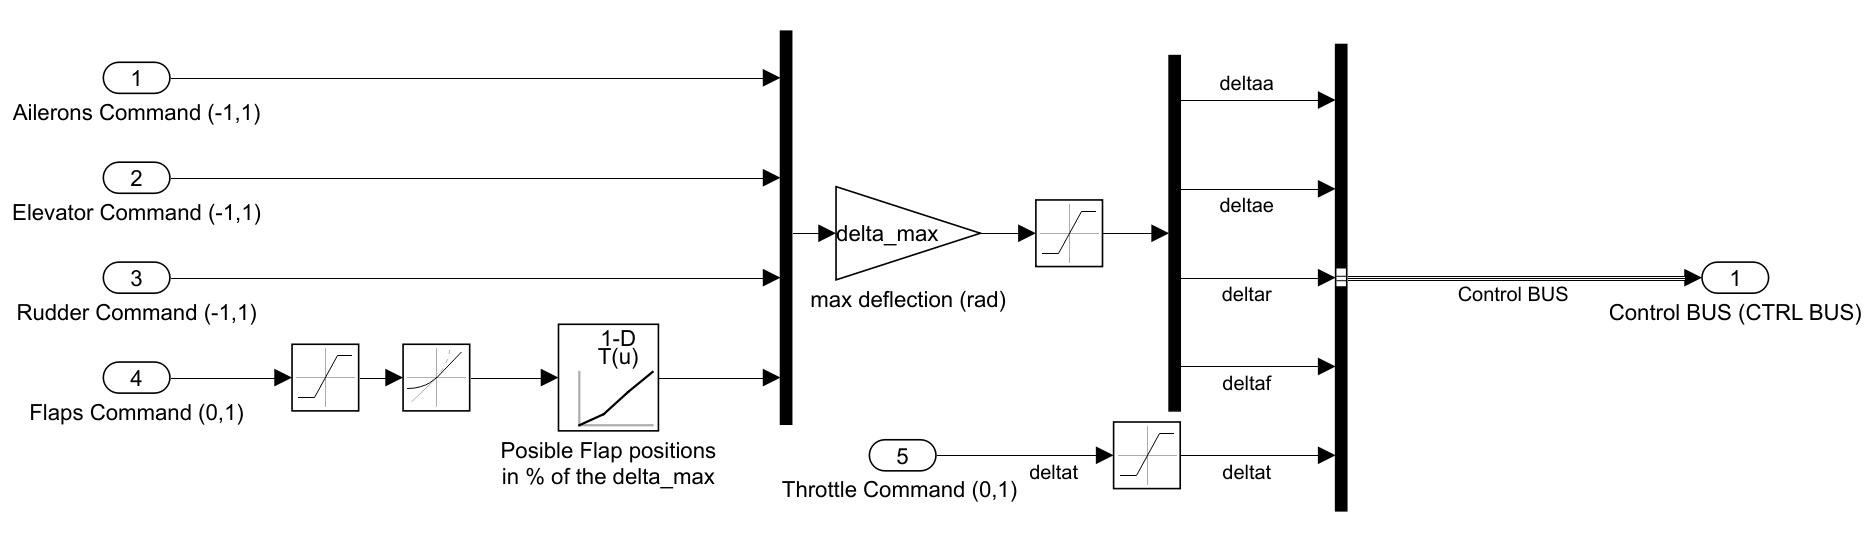 1
Ailerons Command (-1,1)
2
Elevator Command (-1,1)
3
Rudder Command (-1,1)
4
Flaps Command (0,1)
1-D
T(u)
Posible Flap positions
in % of the delta_max
delta_max
max deflection (rad)
5
Throttle Command (0,1)
deltat
deltaa
deltae
deltar
deltaf
deltat
Control BUS
1
Control BUS (CTRL BUS)